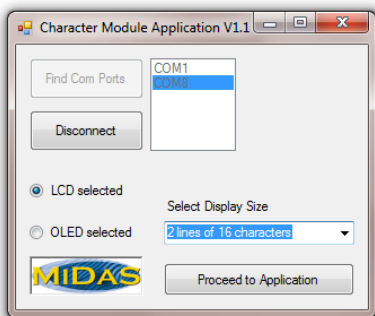 Character Module Application V1.1
Find Com Ports
COM1
COM8
Disconnect
LCD selected
Select Display Size
OLED selected
2 lines of 16 characters
MIDAS
Proceed to Application